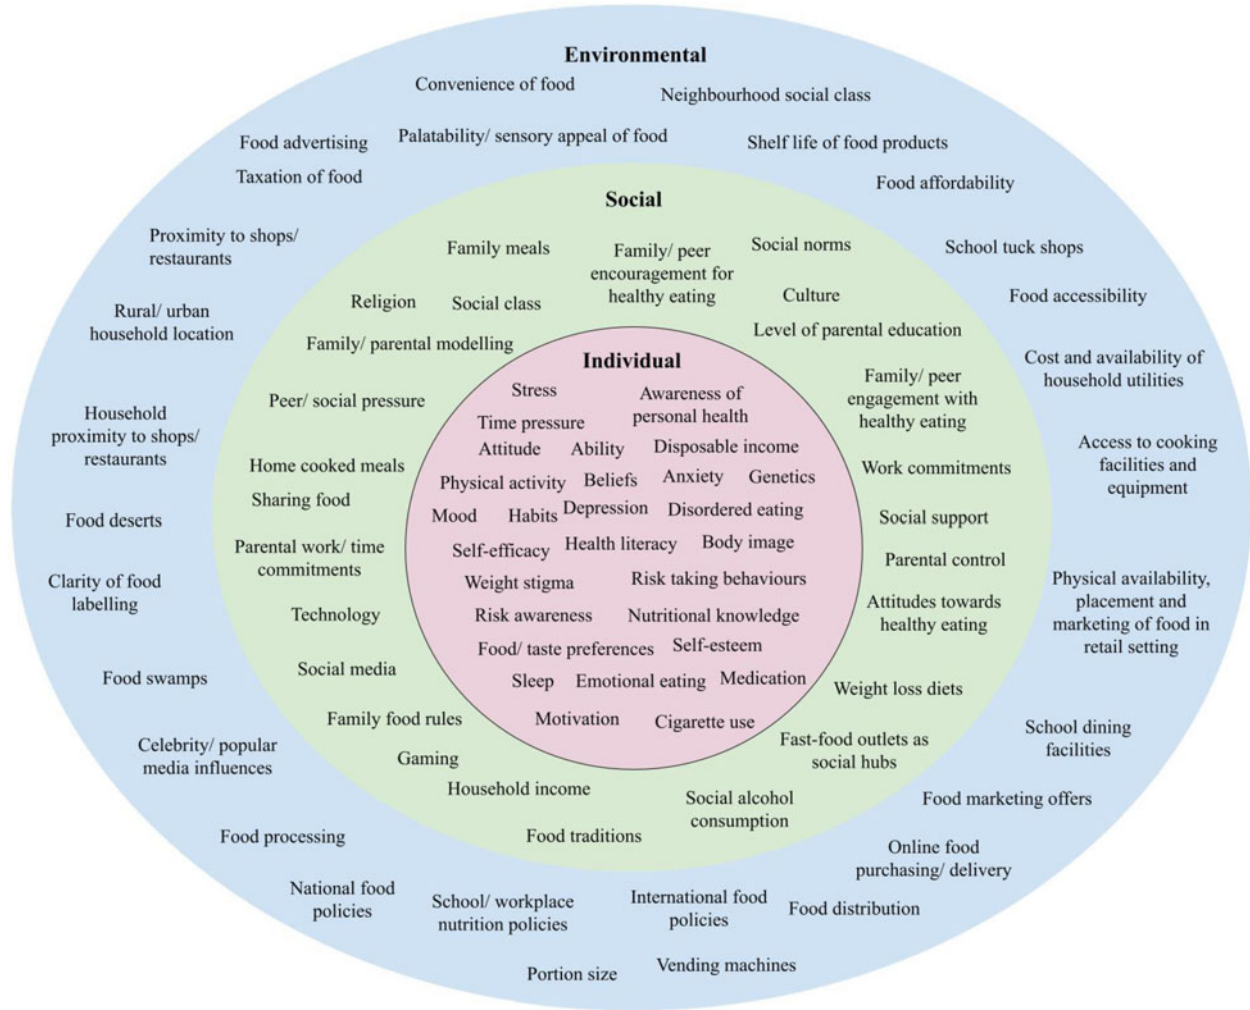 Environmental
Convenience of food
Neighbourhood social class
Food advertising
Palatability/ sensory appeal of food
Shelf life of food products
Taxation of food
Food affordability
Proximity to shops/
restaurants
School tuck shops
Rural/ urban
household location
Food accessibility
Cost and availability of
household utilities
Household
proximity to shops/
restaurants
Access to cooking
facilities and
equipment
Food deserts
Clarity of food
labelling
Physical availability,
placement and
marketing of food in
retail setting
Food swamps
School dining
facilities
Celebrity/ popular
media influences
Food marketing offers
Food processing
Online food
purchasing/ delivery
National food
policies
School/ workplace
nutrition policies
International food
policies
Food distribution
Portion size
Vending machines
Social
Family meals
Family/ peer
encouragement for
healthy eating
Social norms
Religion
Social class
Culture
Family/ parental modelling
Level of parental education
Peer/ social pressure
Family/ peer
engagement with
healthy eating
Home cooked meals
Work commitments
Sharing food
Social support
Parental work/ time
commitments
Parental control
Technology
Attitudes towards
healthy eating
Social media
Weight loss diets
Family food rules
Gaming
Fast-food outlets as
social hubs
Household income
Social alcohol
consumption
Food traditions
Individual
Stress
Awareness of
personal health
Time pressure
Attitude
Ability
Disposable income
Physical activity
Beliefs
Anxiety
Genetics
Mood
Habits
Depression
Disordered eating
Self-efficacy
Health literacy
Body image
Weight stigma
Risk taking behaviours
Risk awareness
Nutritional knowledge
Food/ taste preferences
Self-esteem
Sleep
Emotional eating
Medication
Motivation
Cigarette use